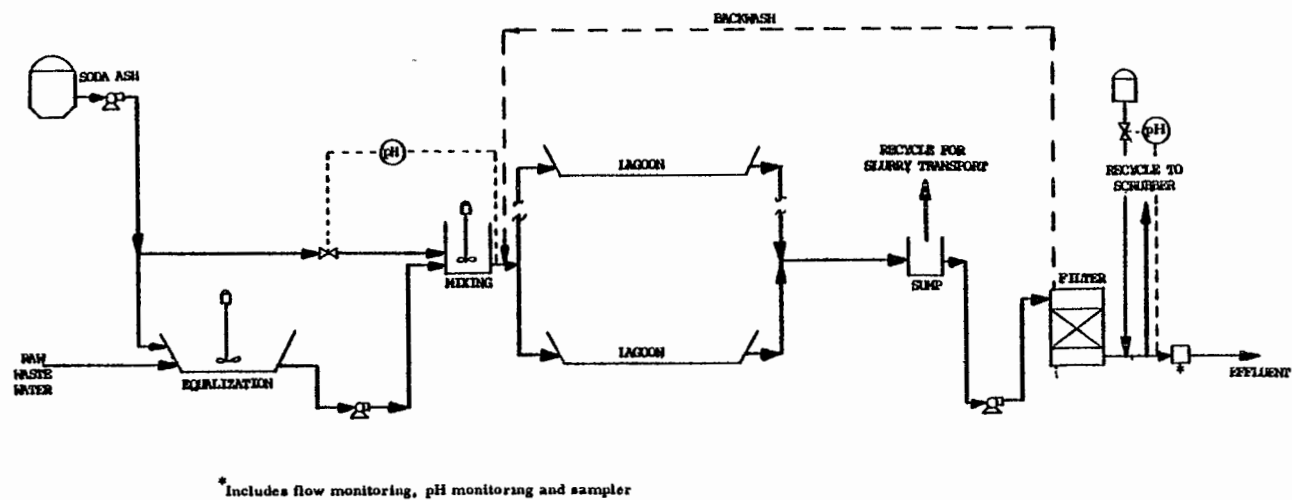 BACKWASH
SODA ASH
pH
pH
RECYCLE FOR
SLURRY TRANSPORT
LAGOON
RECYCLE TO
SCRUBBER
MIXING
SUMP
FILTER
RAW
WASTE
WATER
EQUALIZATION
LAGOON
*
EFFLUENT
*Includes flow monitoring, pH monitoring and sampler